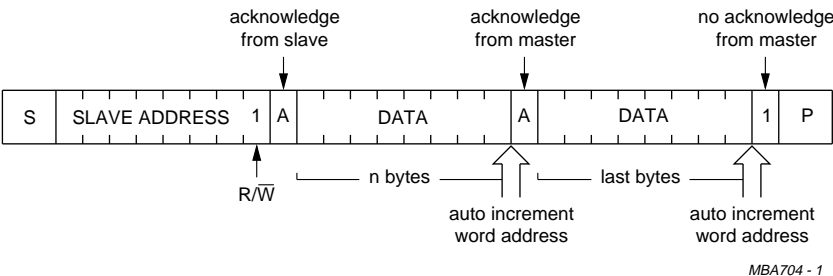 acknowledge
from slave
acknowledge
from master
no acknowledge
from master
S SLAVE ADDRESS 1 A DATA A DATA 1 P
R/W̅
n bytes
last bytes
auto increment
word address
auto increment
word address
MBA704 - 1